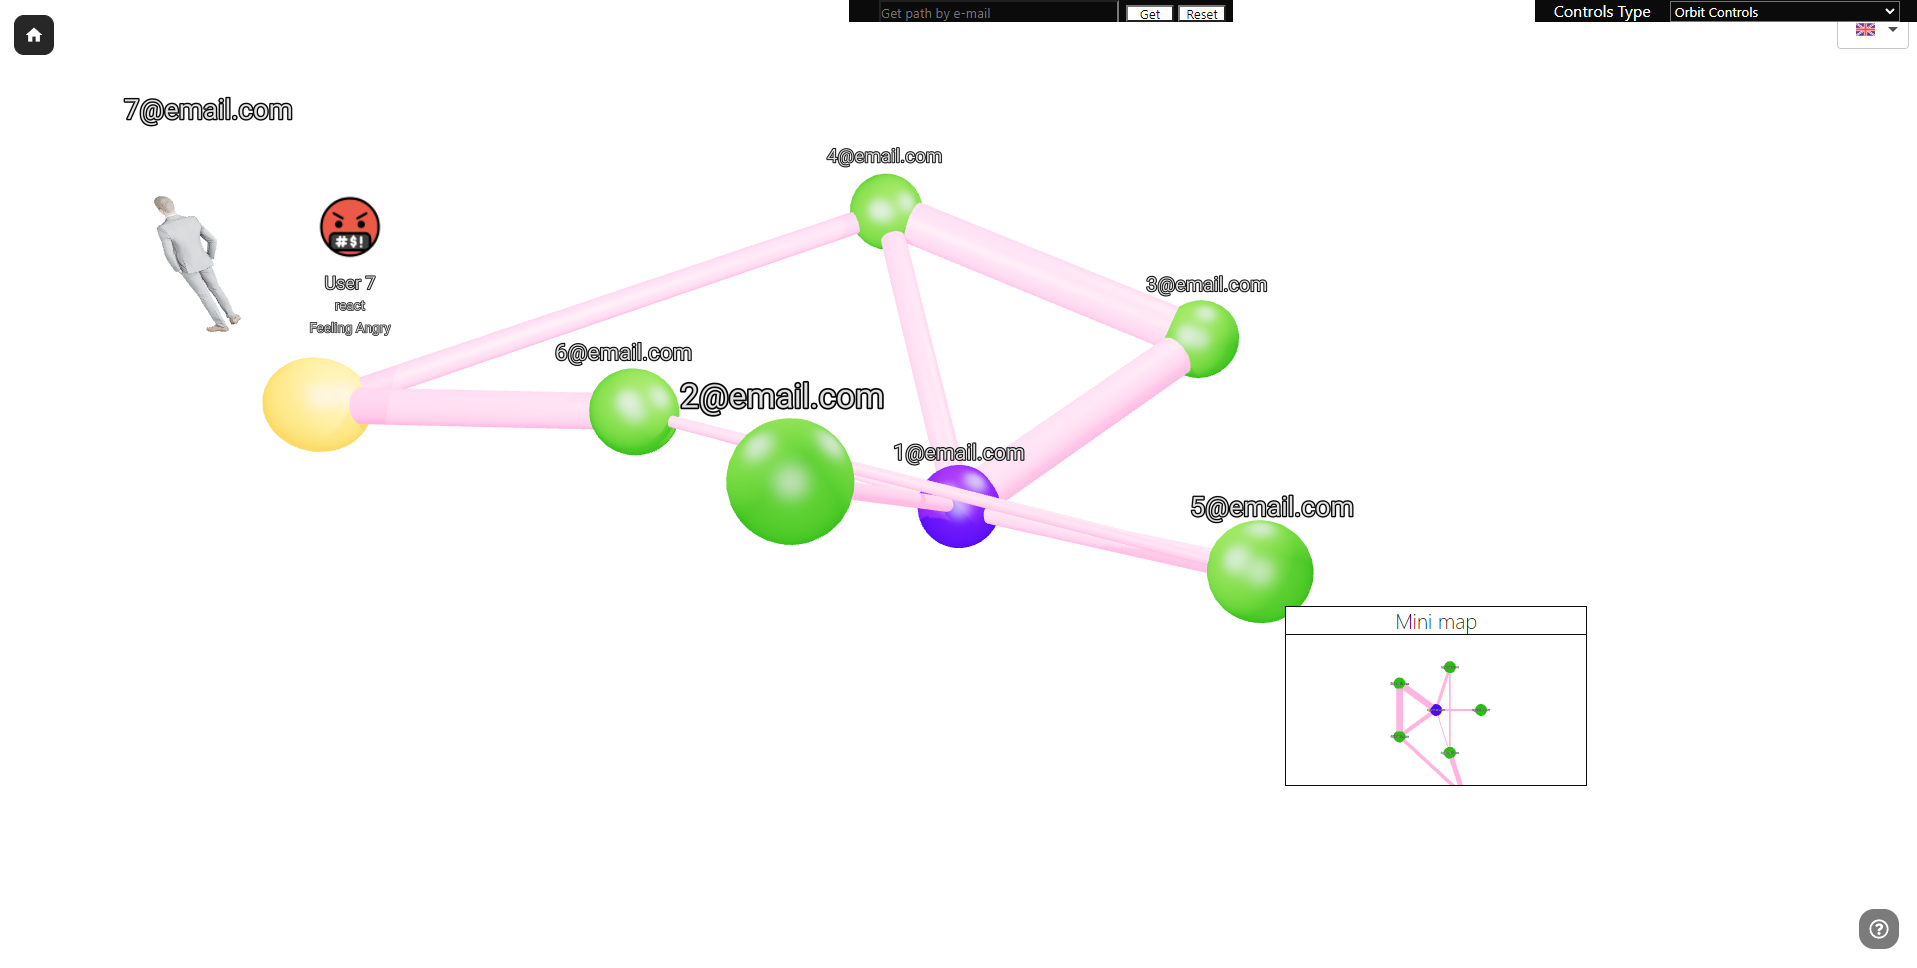 Get path by e-mail
Get
Reset
Controls Type
Orbit Controls
7@email.com
4@email.com
#$!
User 7
react
Feeling Angry
3@email.com
6@email.com
2@email.com
1@email.com
5@email.com
Mini map